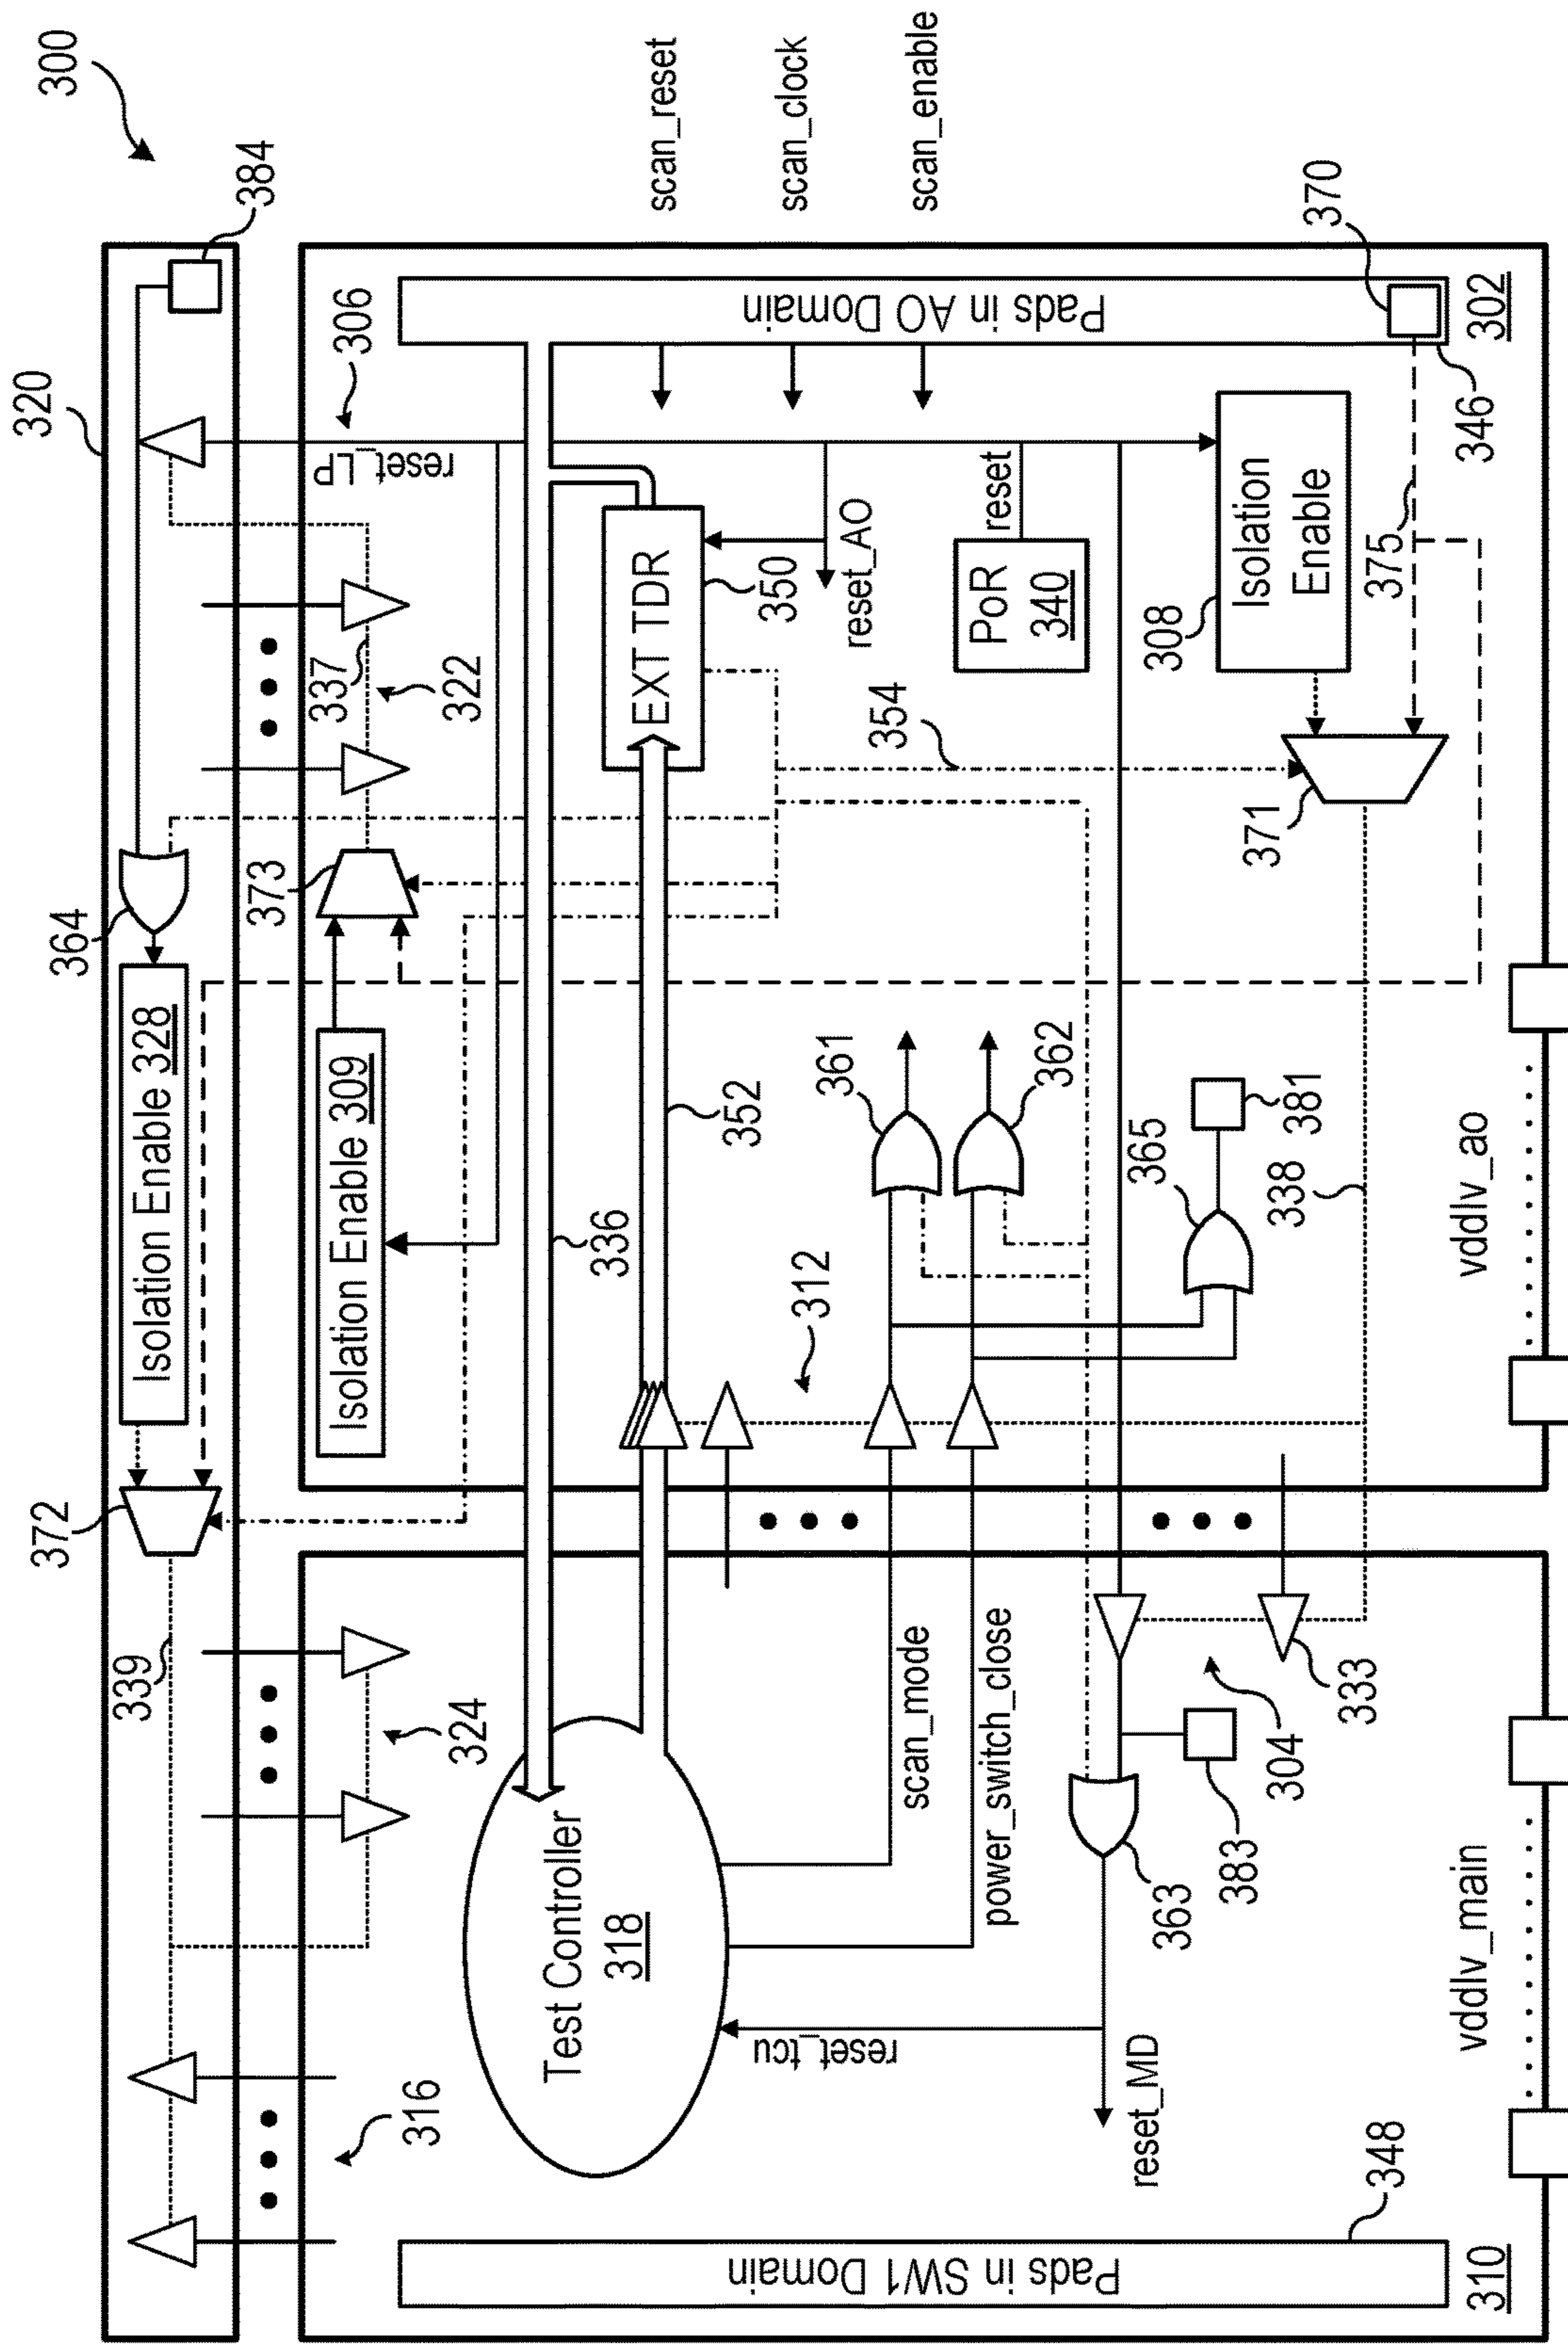 300
320
384
306
reset_LP
364
373
337
322
Isolation Enable 328
Isolation Enable 309
372
339
324
316
336
352
EXT TDR
350
reset_AO
PoR
340
reset
354
Isolation
Enable
308
375
371
370
346
302
Pads in AO Domain
scan_reset
scan_clock
scan_enable
361
362
365
381
338
312
vddlv_ao
Test Controller
318
scan_mode
power_switch_close
reset_tcu
reset_MD
363
383
304
333
vddlv_main
348
Pads in SW1 Domain
310